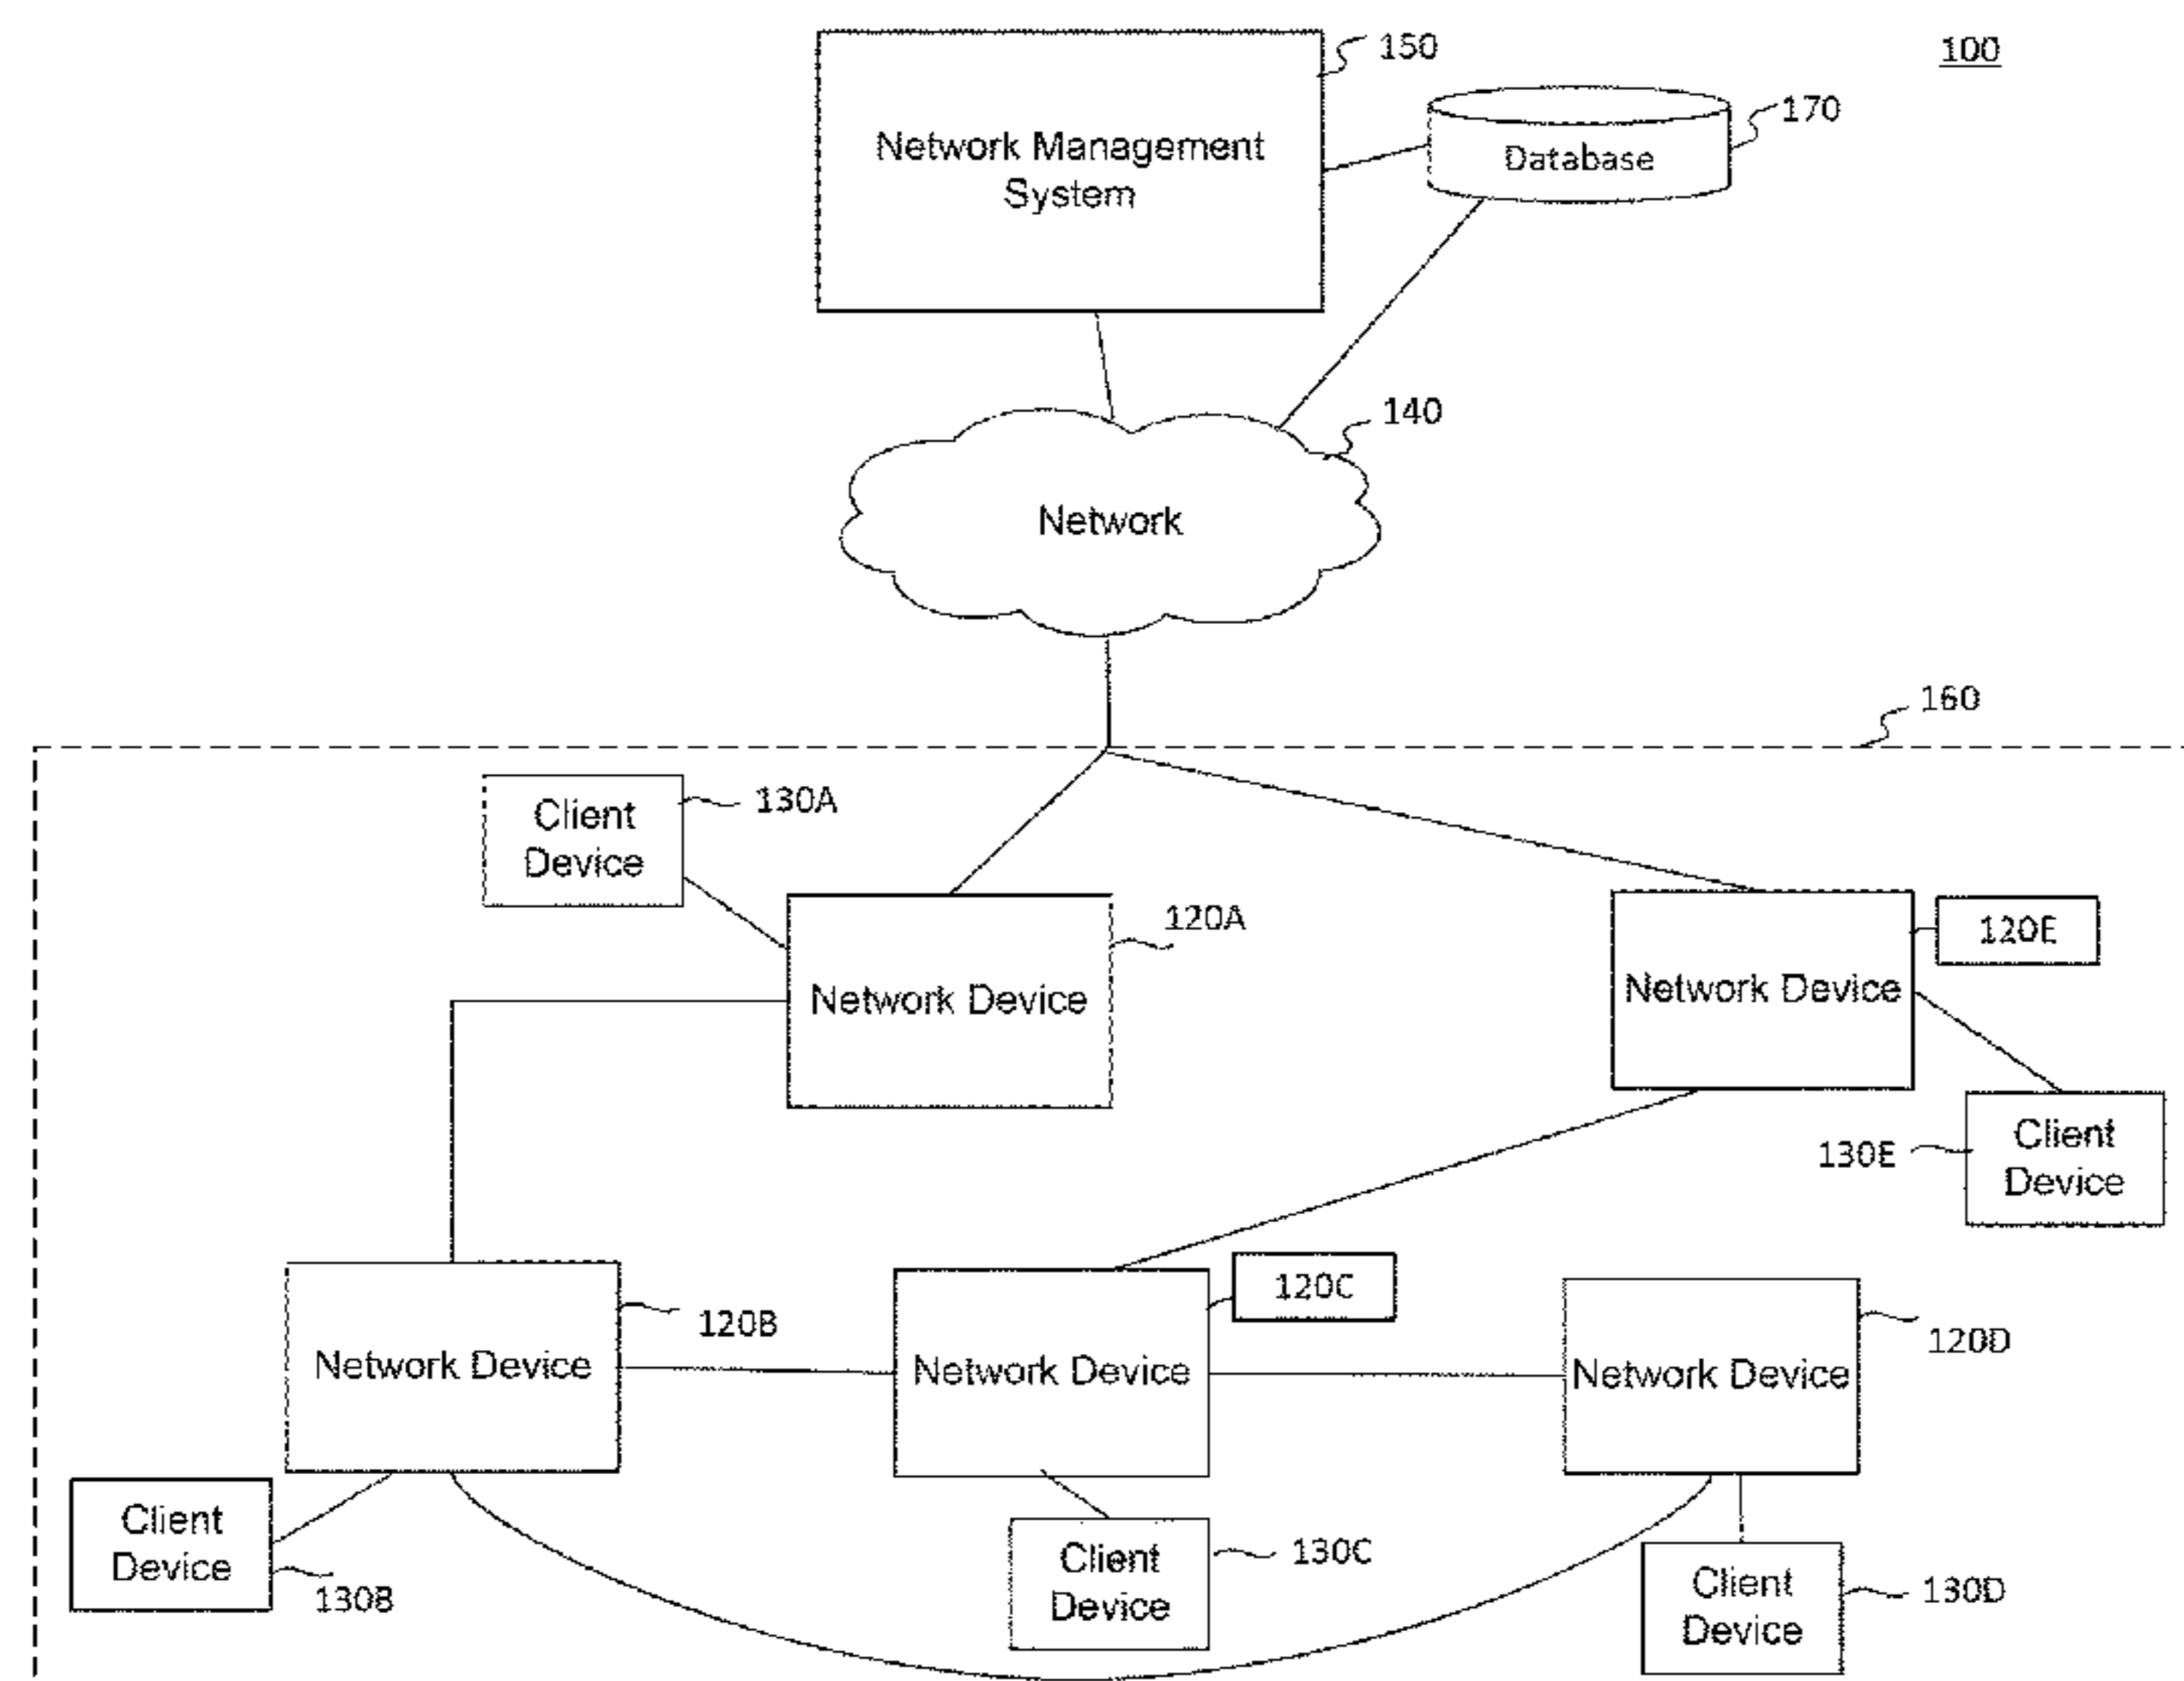 150
100
170
Network Management
System
Database
140
Network
160
130A
Client
Device
120A
120E
Network Device
Network Device
Client
Device
130E
120C
120B
120D
Network Device
Network Device
Network Device
Client
Device
130B
Client
Device
130C
Client
Device
130D